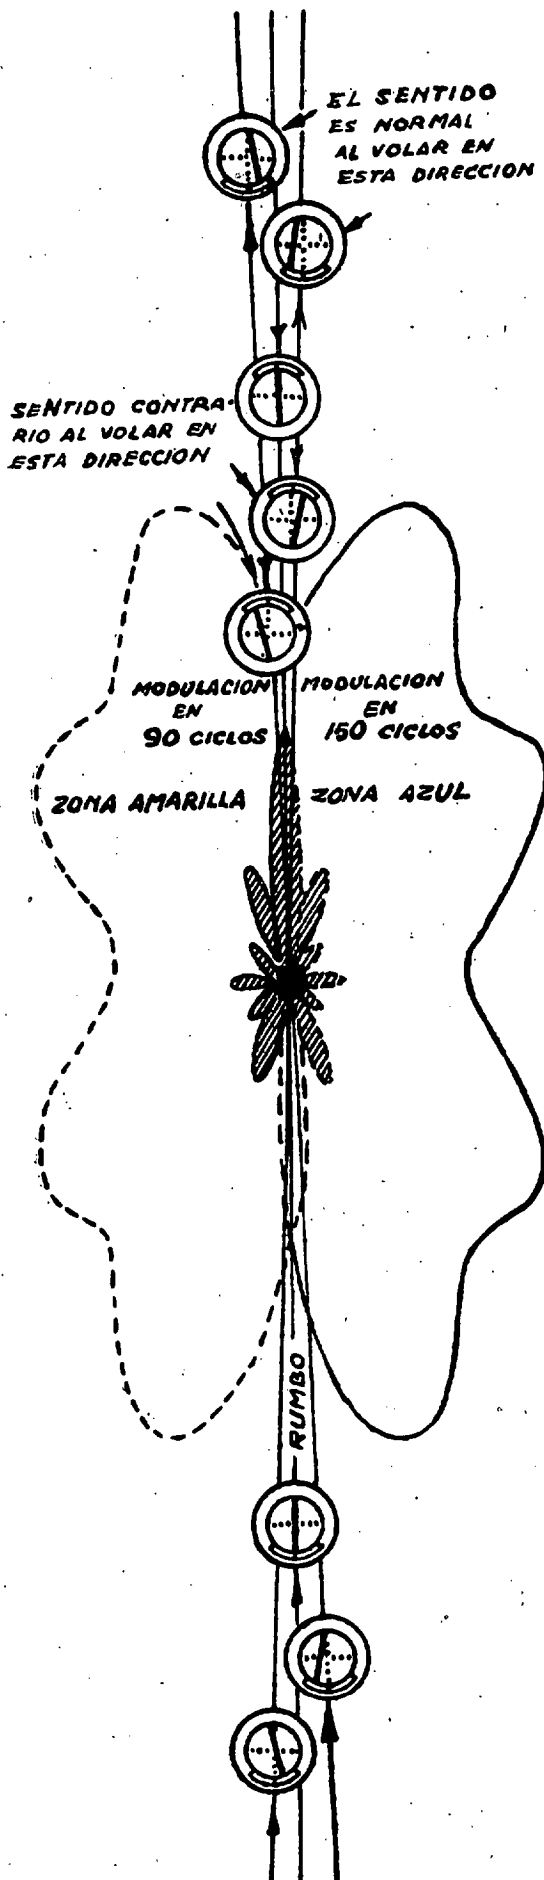 EL SENTIDO
ES NORMAL
AL VOLAR EN
ESTA DIRECCION
SENTIDO CONTRA-
RIO AL VOLAR EN
ESTA DIRECCION
MODULACION
EN
90 CICLOS
MODULACION
EN
150 CICLOS
ZONA AMARILLA
ZONA AZUL
RUMBO